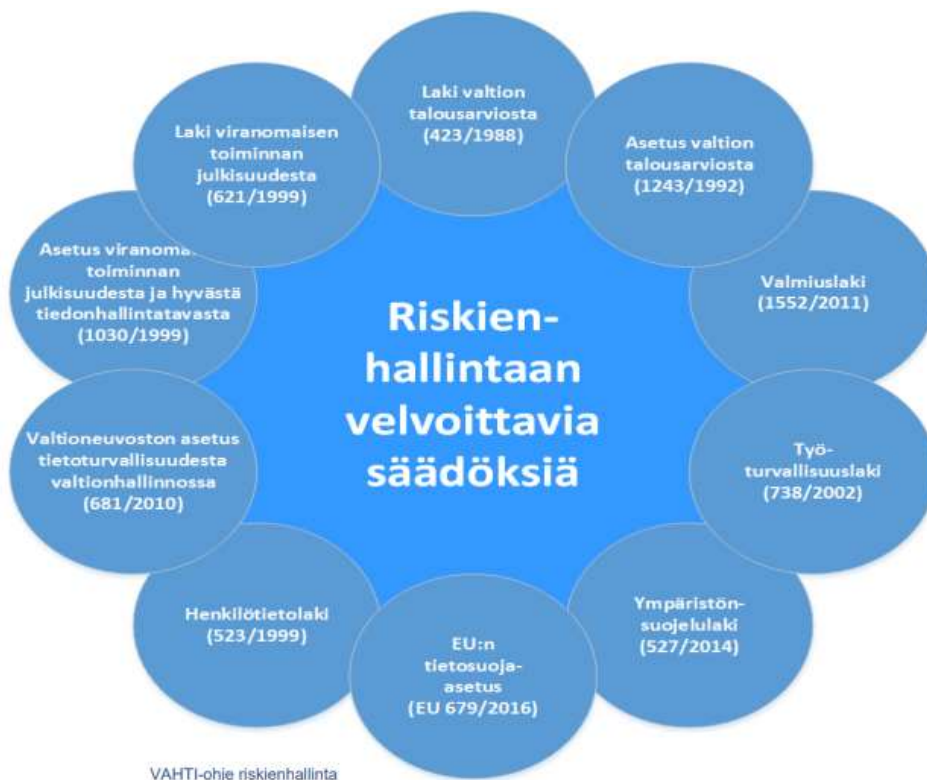 Laki valtion
talousarviosta
(423/1988)
Asetus valtion
talousarviosta
(1243/1992)
Valmiuslaki
(1552/2011)
Työ-
turvallisuuslaki
(738/2002)
Ympäristön-
suojelulaki
(527/2014)
EU:n
tietosuoja-
asetus
(EU 679/2016)
Henkilötietolaki
(523/1999)
Valtioneuvoston asetus
tietoturvallisuudesta
valtionhallinnossa
(681/2010)
Asetus
toiminnan
julkisuudesta ja hyvästä
tiedonhallintatavasta
(1030/1999)
Laki viranomaisen
toiminnan
julkisuudesta
(621/1999)
Riskien-
hallintaan
velvoittavia
säädöksiä
VAHTI-ohje riskienhallinta